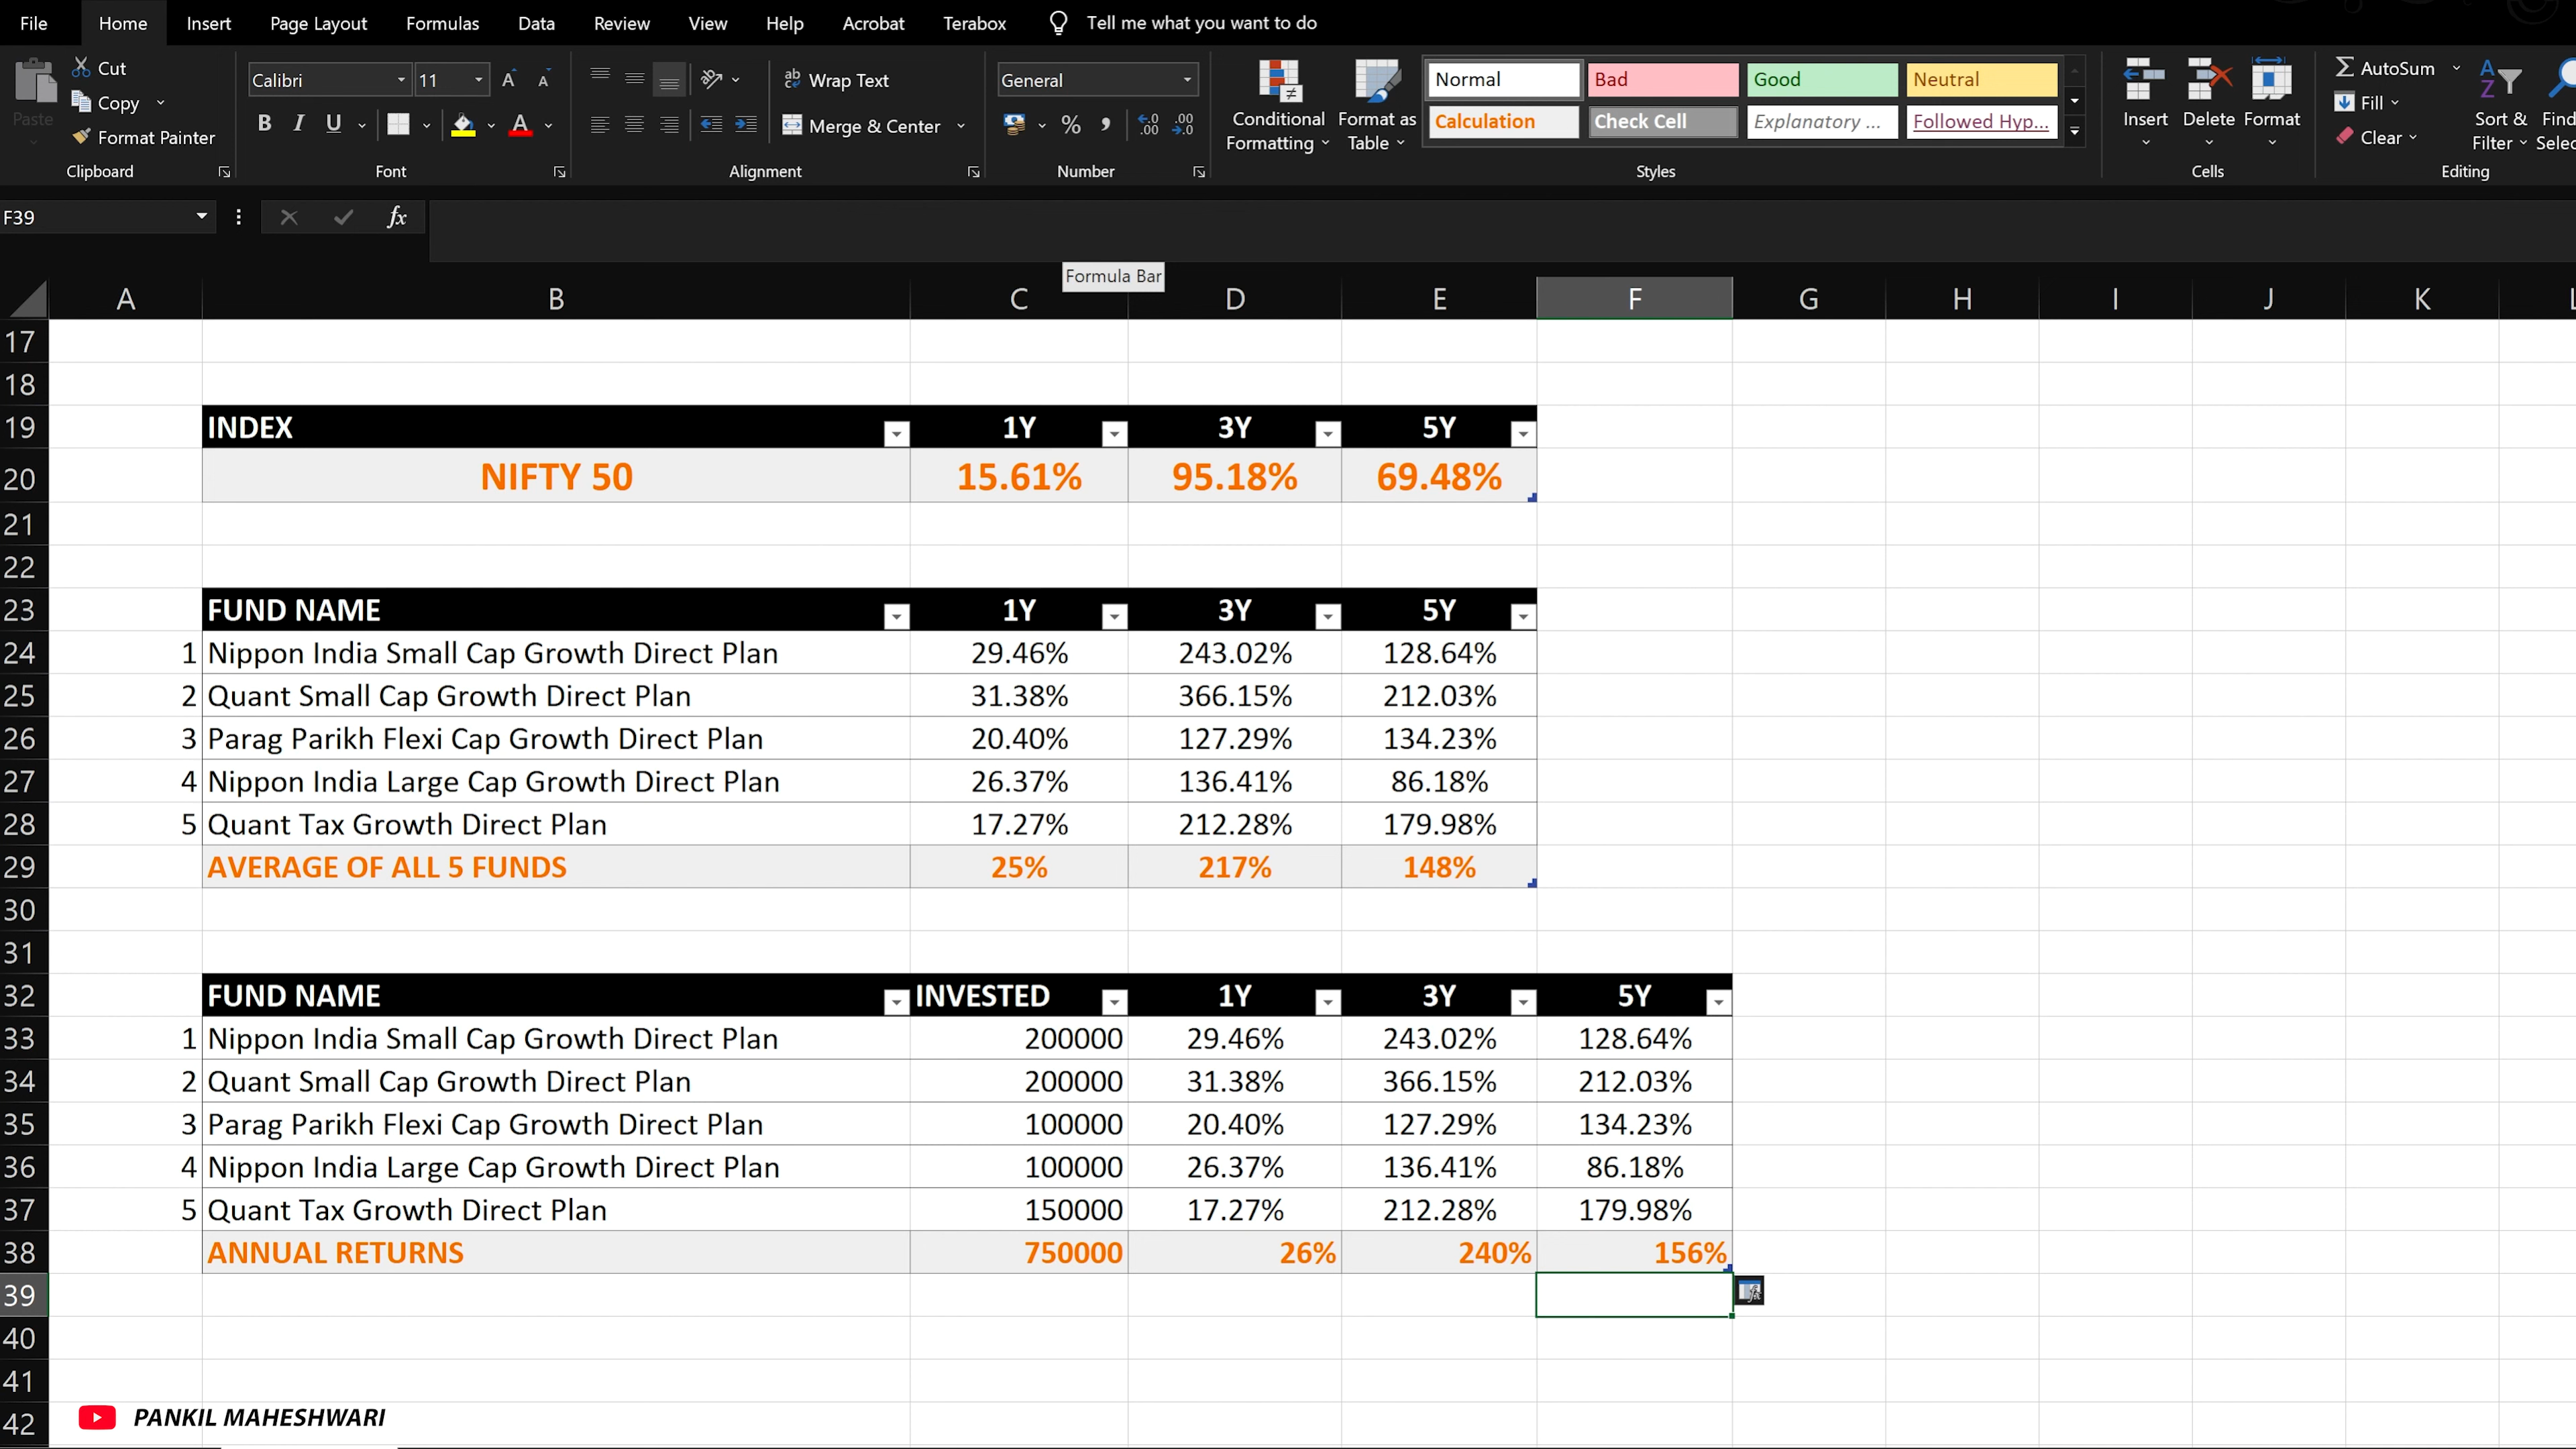 File Home Insert Page Layout Formulas Data Review View Help Acrobat Terabox Tell me what you want to do
Cut
Copy
Format Painter
Paste
Clipboard
Calibri 11
B I U
Font
Wrap Text
Merge & Center
Alignment
General
Number
Conditional Formatting
Format as Table
Normal Bad Good Neutral
Calculation Check Cell Explanatory ... Followed Hyp...
Styles
Insert Delete Format
Cells
AutoSum
Fill
Clear
Sort & Filter
Editing
F39 fx
Formula Bar
A B C D E F G H I J K
17
18
19 INDEX 1Y 3Y 5Y
20 NIFTY 50 15.61% 95.18% 69.48%
21
22
23 FUND NAME 1Y 3Y 5Y
24 1 Nippon India Small Cap Growth Direct Plan 29.46% 243.02% 128.64%
25 2 Quant Small Cap Growth Direct Plan 31.38% 366.15% 212.03%
26 3 Parag Parikh Flexi Cap Growth Direct Plan 20.40% 127.29% 134.23%
27 4 Nippon India Large Cap Growth Direct Plan 26.37% 136.41% 86.18%
28 5 Quant Tax Growth Direct Plan 17.27% 212.28% 179.98%
29 AVERAGE OF ALL 5 FUNDS 25% 217% 148%
30
31
32 FUND NAME INVESTED 1Y 3Y 5Y
33 1 Nippon India Small Cap Growth Direct Plan 200000 29.46% 243.02% 128.64%
34 2 Quant Small Cap Growth Direct Plan 200000 31.38% 366.15% 212.03%
35 3 Parag Parikh Flexi Cap Growth Direct Plan 100000 20.40% 127.29% 134.23%
36 4 Nippon India Large Cap Growth Direct Plan 100000 26.37% 136.41% 86.18%
37 5 Quant Tax Growth Direct Plan 150000 17.27% 212.28% 179.98%
38 ANNUAL RETURNS 750000 26% 240% 156%
39
40
41
42
PANKIL MAHESHWARI